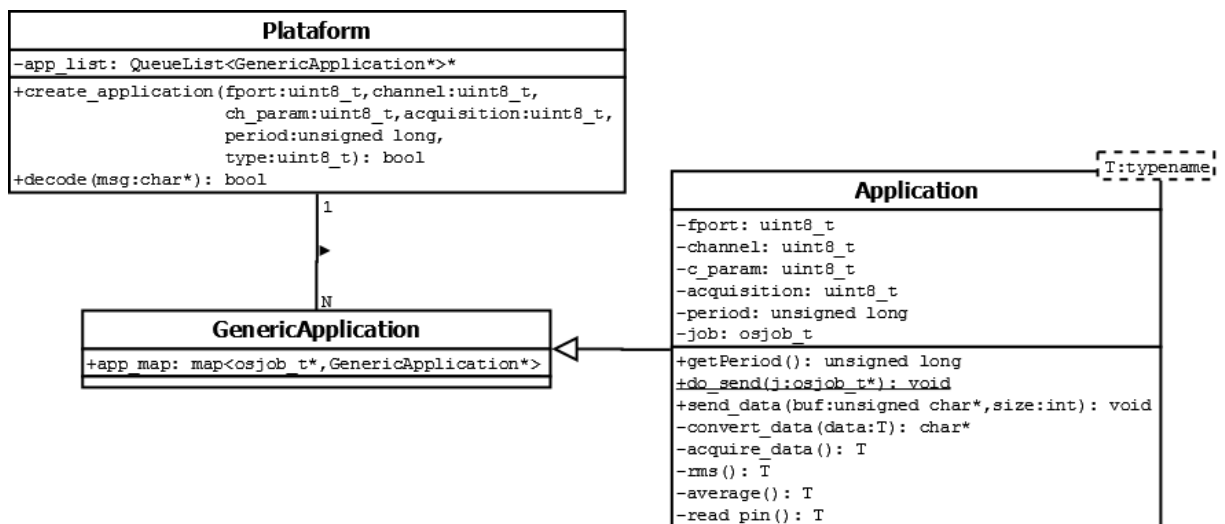 Plataform
-app_list: QueueList<GenericApplication*>*
+create_application(fport:uint8_t,channel:uint8_t,
ch_param:uint8_t,acquisition:uint8_t,
period:unsigned long,
type:uint8_t): bool
+decode(msg:char*): bool
1
N
GenericApplication
+app_map: map<osjob_t*,GenericApplication*>
T:typename
Application
-fport: uint8_t
-channel: uint8_t
-c_param: uint8_t
-acquisition: uint8_t
-period: unsigned long
-job: osjob_t
+getPeriod(): unsigned long
+do_send(j:osjob_t*): void
+send_data(buf:unsigned char*,size:int): void
-convert_data(data:T): char*
-acquire_data(): T
-rms(): T
-average(): T
-read_pin(): T